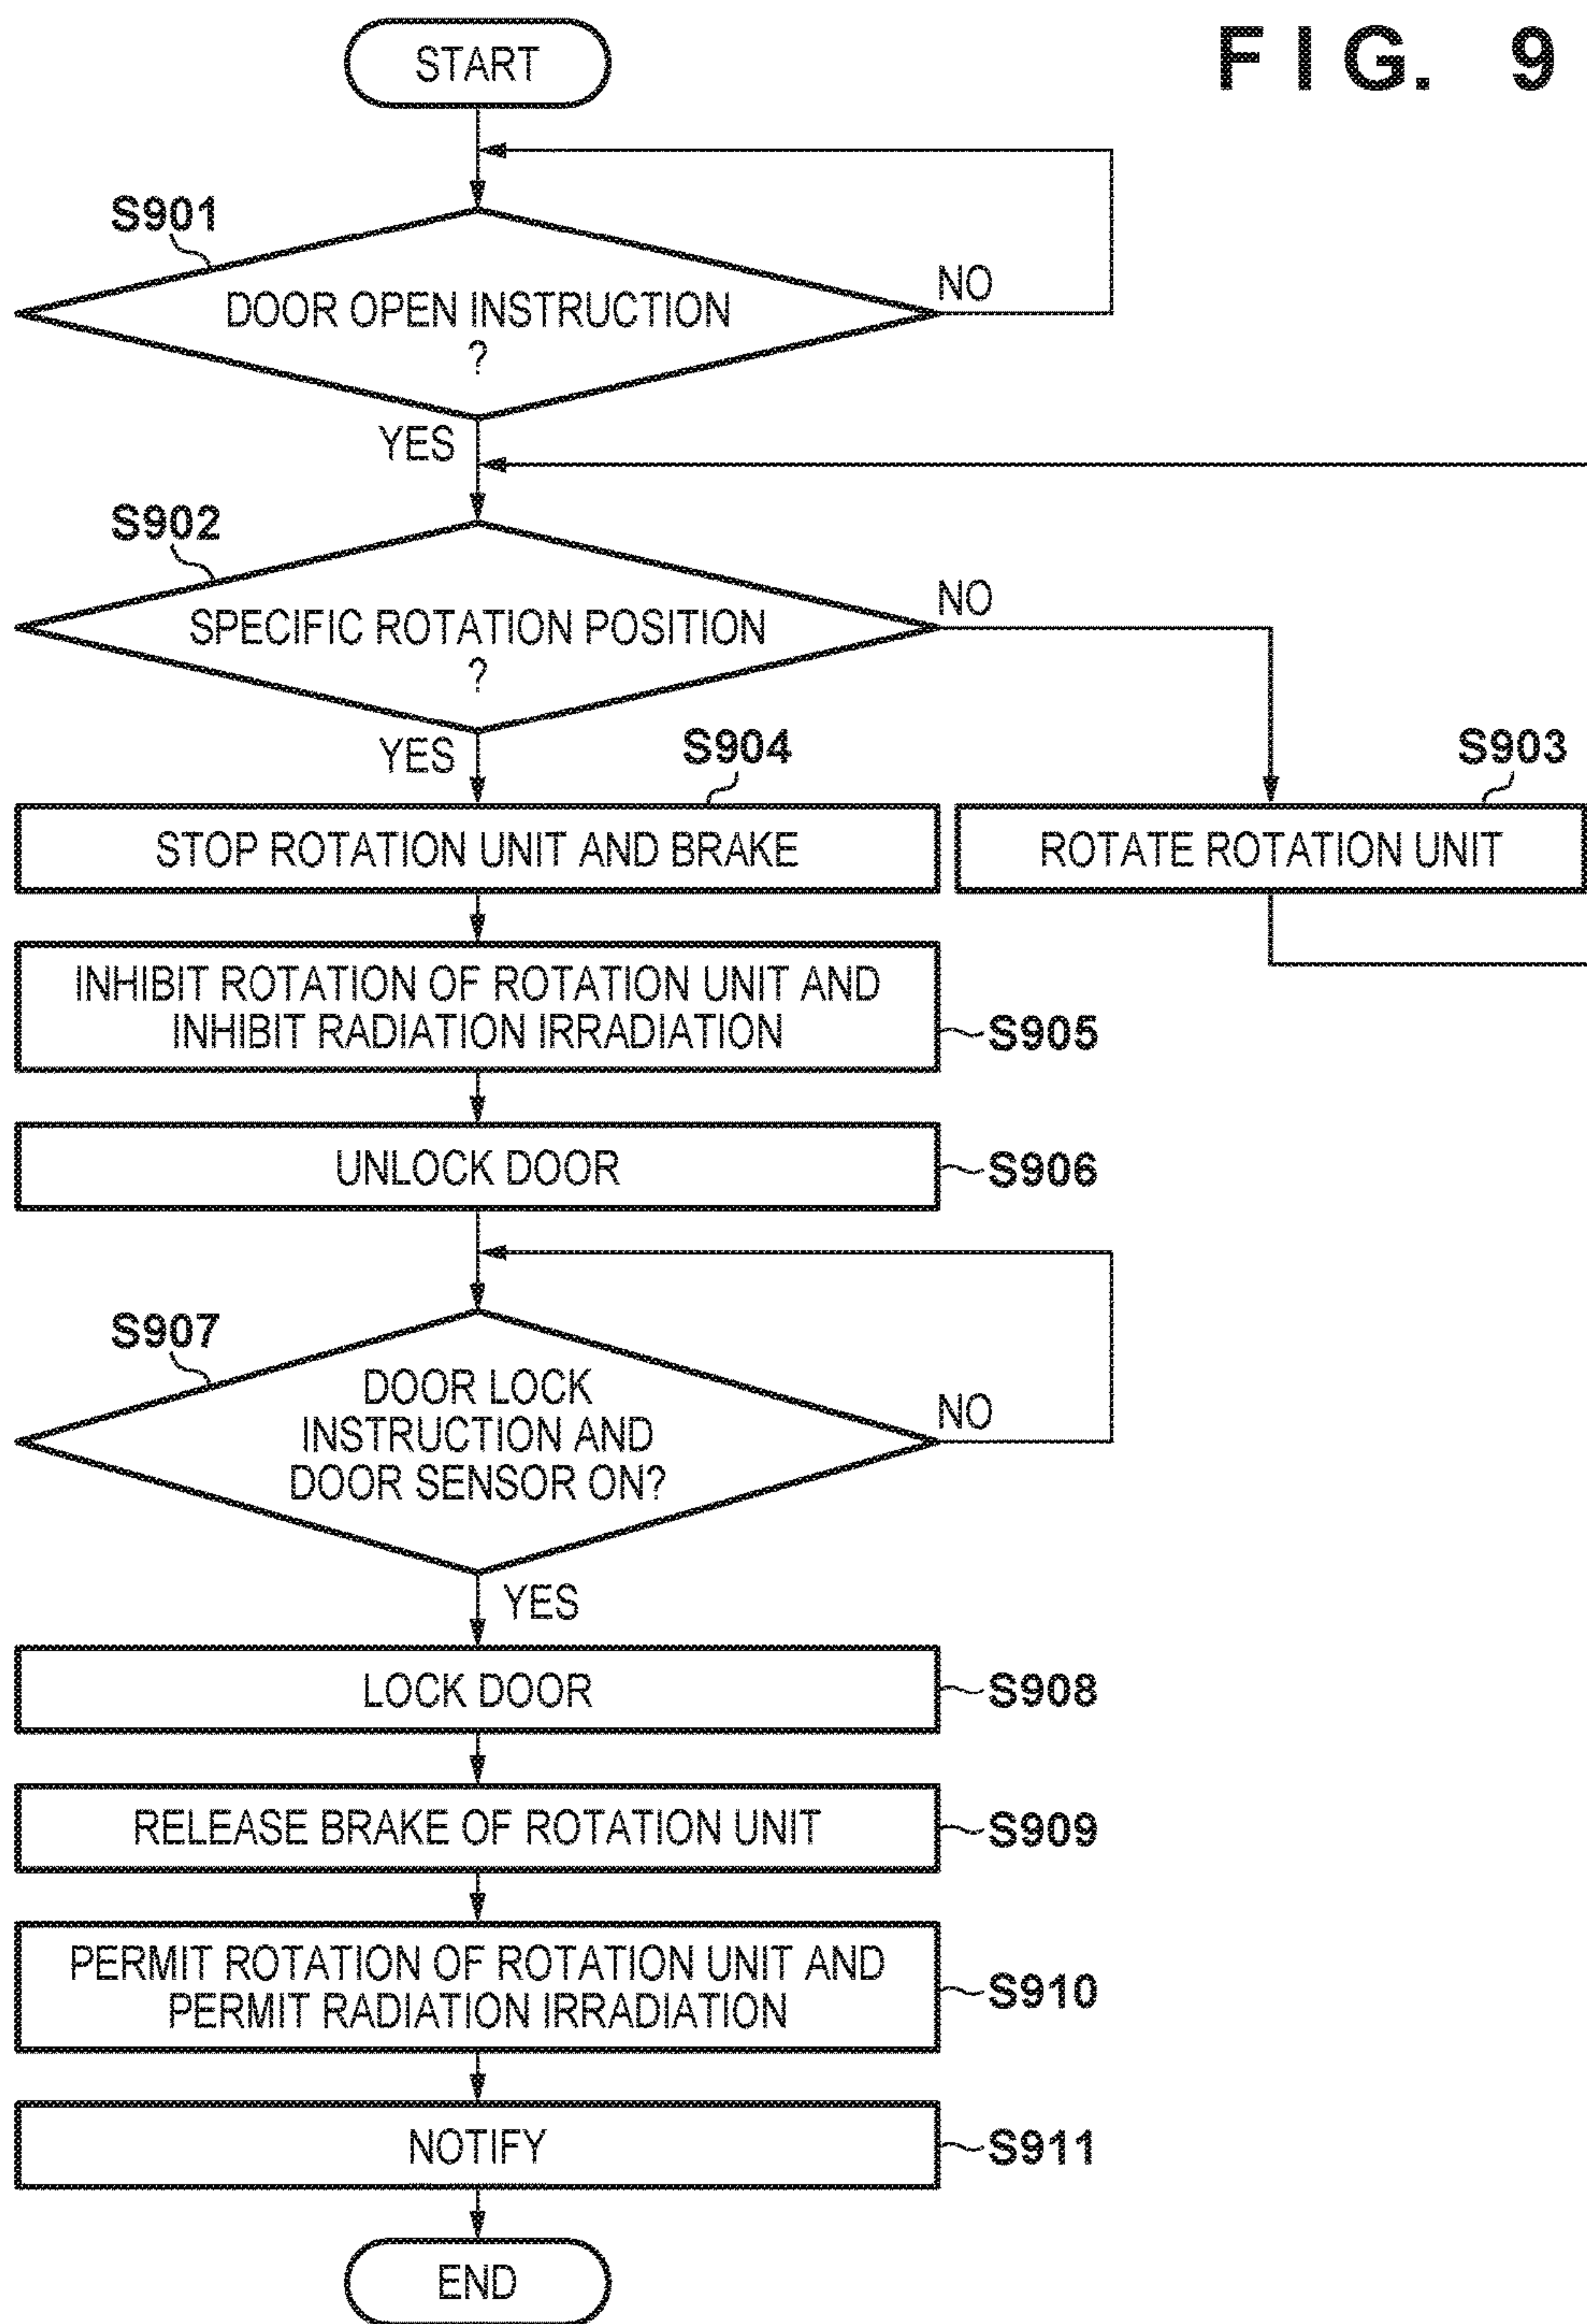 FIG. 9
START
S901
DOOR OPEN INSTRUCTION
?
NO
YES
S902
SPECIFIC ROTATION POSITION
?
NO
YES
S904
STOP ROTATION UNIT AND BRAKE
S903
ROTATE ROTATION UNIT
INHIBIT ROTATION OF ROTATION UNIT AND
INHIBIT RADIATION IRRADIATION
S905
UNLOCK DOOR
S906
S907
DOOR LOCK
INSTRUCTION AND
DOOR SENSOR ON?
NO
YES
LOCK DOOR
S908
RELEASE BRAKE OF ROTATION UNIT
S909
PERMIT ROTATION OF ROTATION UNIT AND
PERMIT RADIATION IRRADIATION
S910
NOTIFY
S911
END